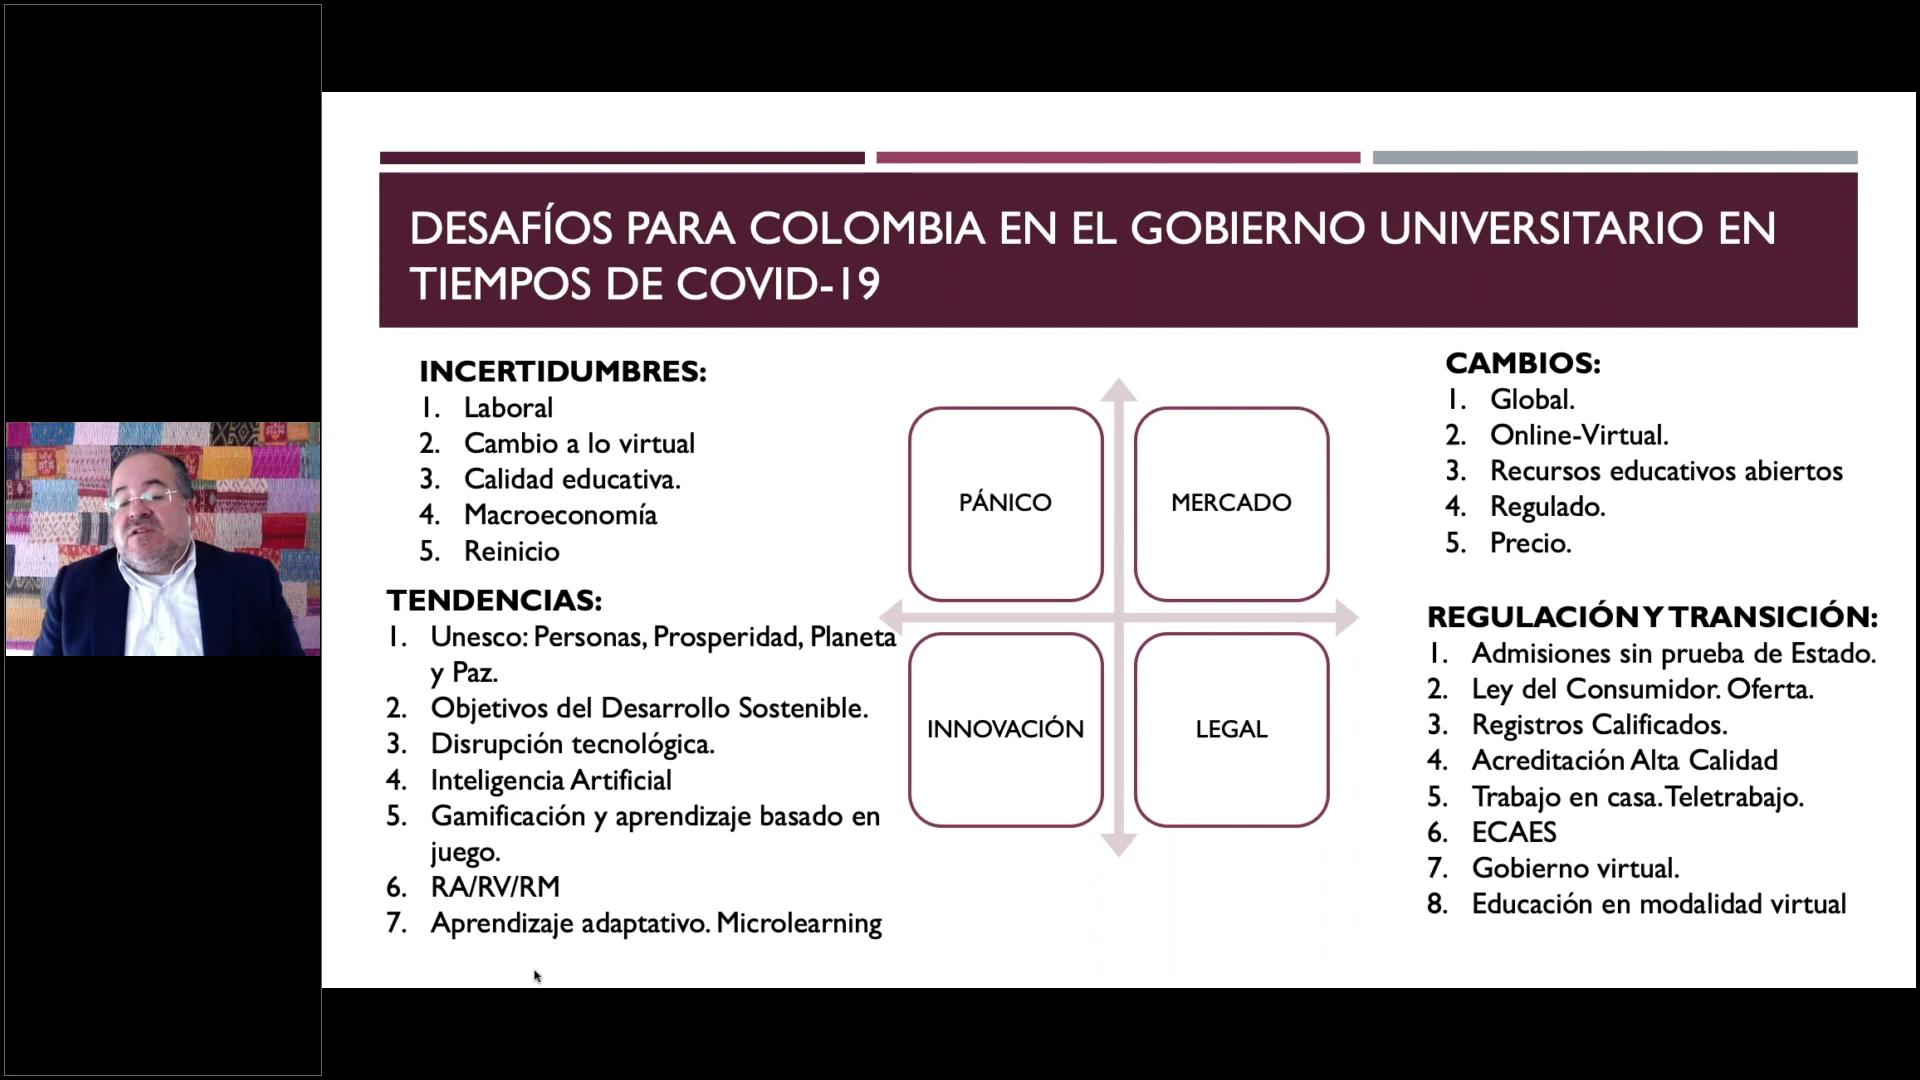 DESAFÍOS PARA COLOMBIA EN EL GOBIERNO UNIVERSITARIO EN
TIEMPOS DE COVID-19
INCERTIDUMBRES:
1. Laboral
2. Cambio a lo virtual
3. Calidad educativa.
4. Macroeconomía
5. Reinicio
TENDENCIAS:
1. Unesco: Personas, Prosperidad, Planeta
y Paz.
2. Objetivos del Desarrollo Sostenible.
3. Disrupción tecnológica.
4. Inteligencia Artificial
5. Gamificación y aprendizaje basado en
juego.
6. RA/RV/RM
7. Aprendizaje adaptativo. Microlearning
PÁNICO
MERCADO
INNOVACIÓN
LEGAL
CAMBIOS:
1. Global.
2. Online-Virtual.
3. Recursos educativos abiertos
4. Regulado.
5. Precio.
REGULACIÓN Y TRANSICIÓN:
1. Admisiones sin prueba de Estado.
2. Ley del Consumidor. Oferta.
3. Registros Calificados.
4. Acreditación Alta Calidad
5. Trabajo en casa. Teletrabajo.
6. ECAES
7. Gobierno virtual.
8. Educación en modalidad virtual